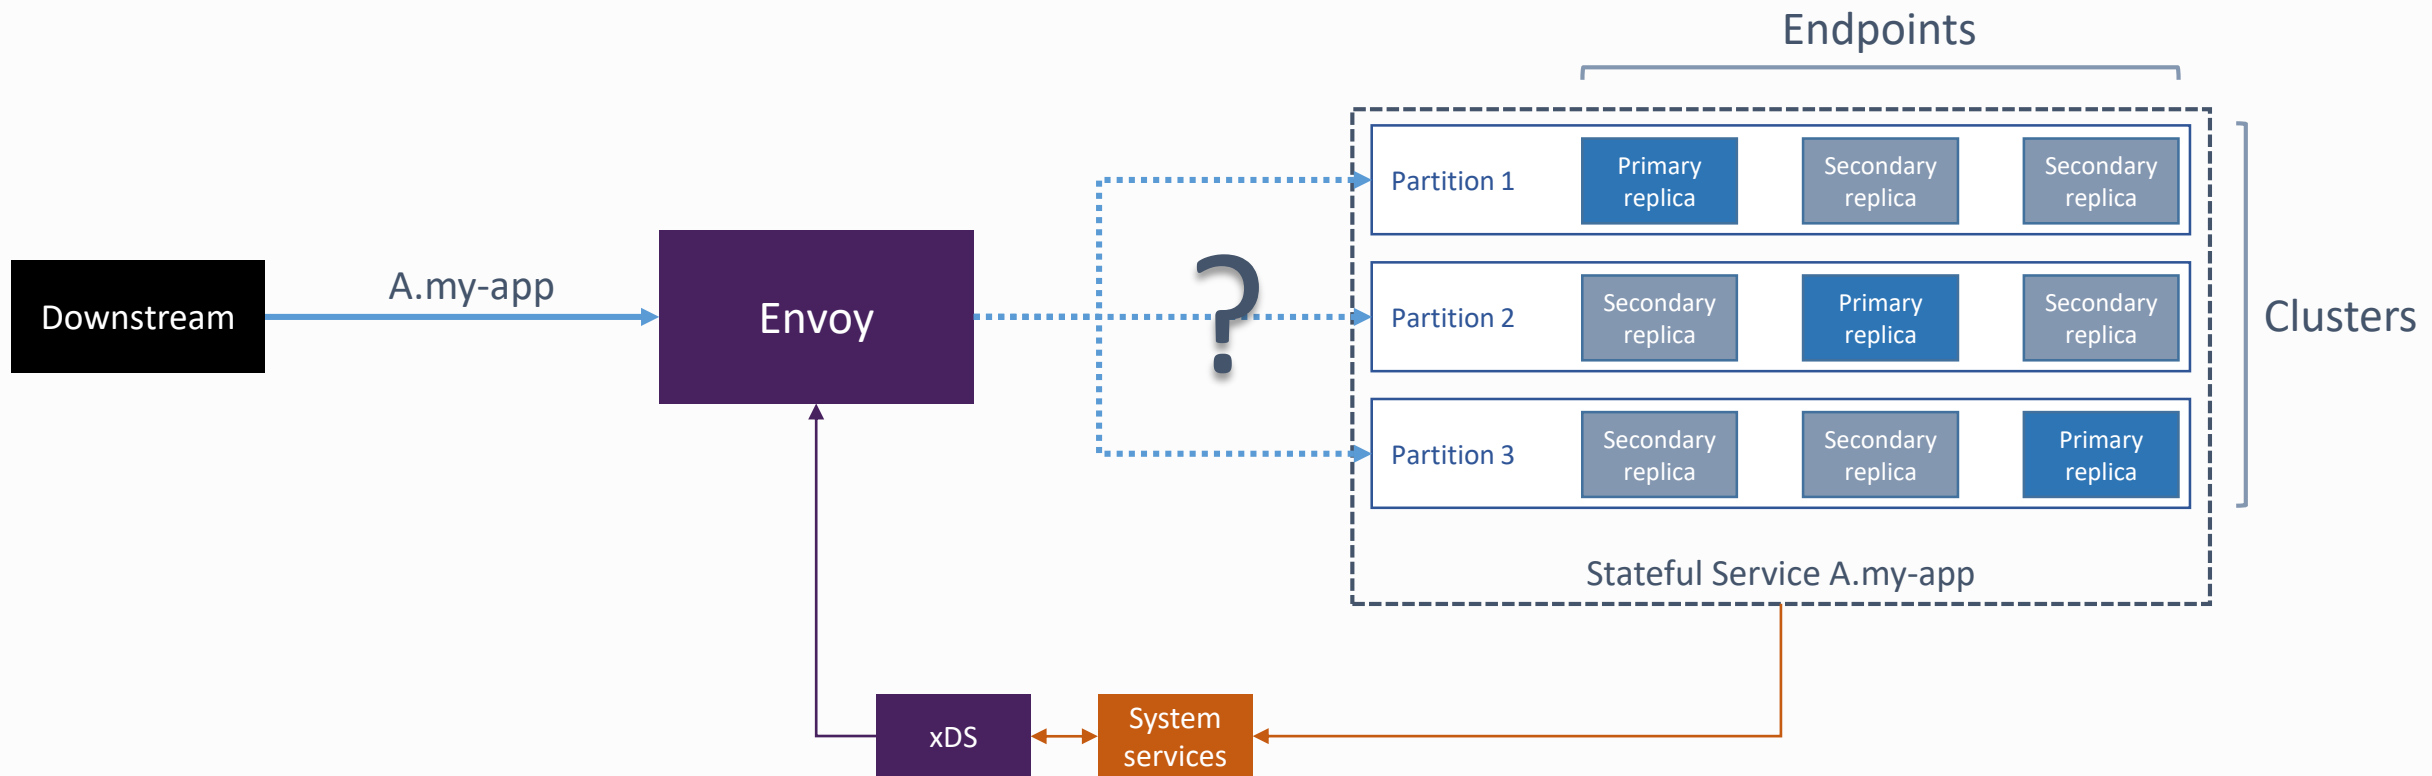 Endpoints
Partition 1
Primary
replica
Secondary
replica
Secondary
replica
A.my-app
Downstream
Envoy
?
Partition 2
Secondary
replica
Primary
replica
Secondary
replica
Clusters
Partition 3
Secondary
replica
Secondary
replica
Primary
replica
Stateful Service A.my-app
xDS
System
services